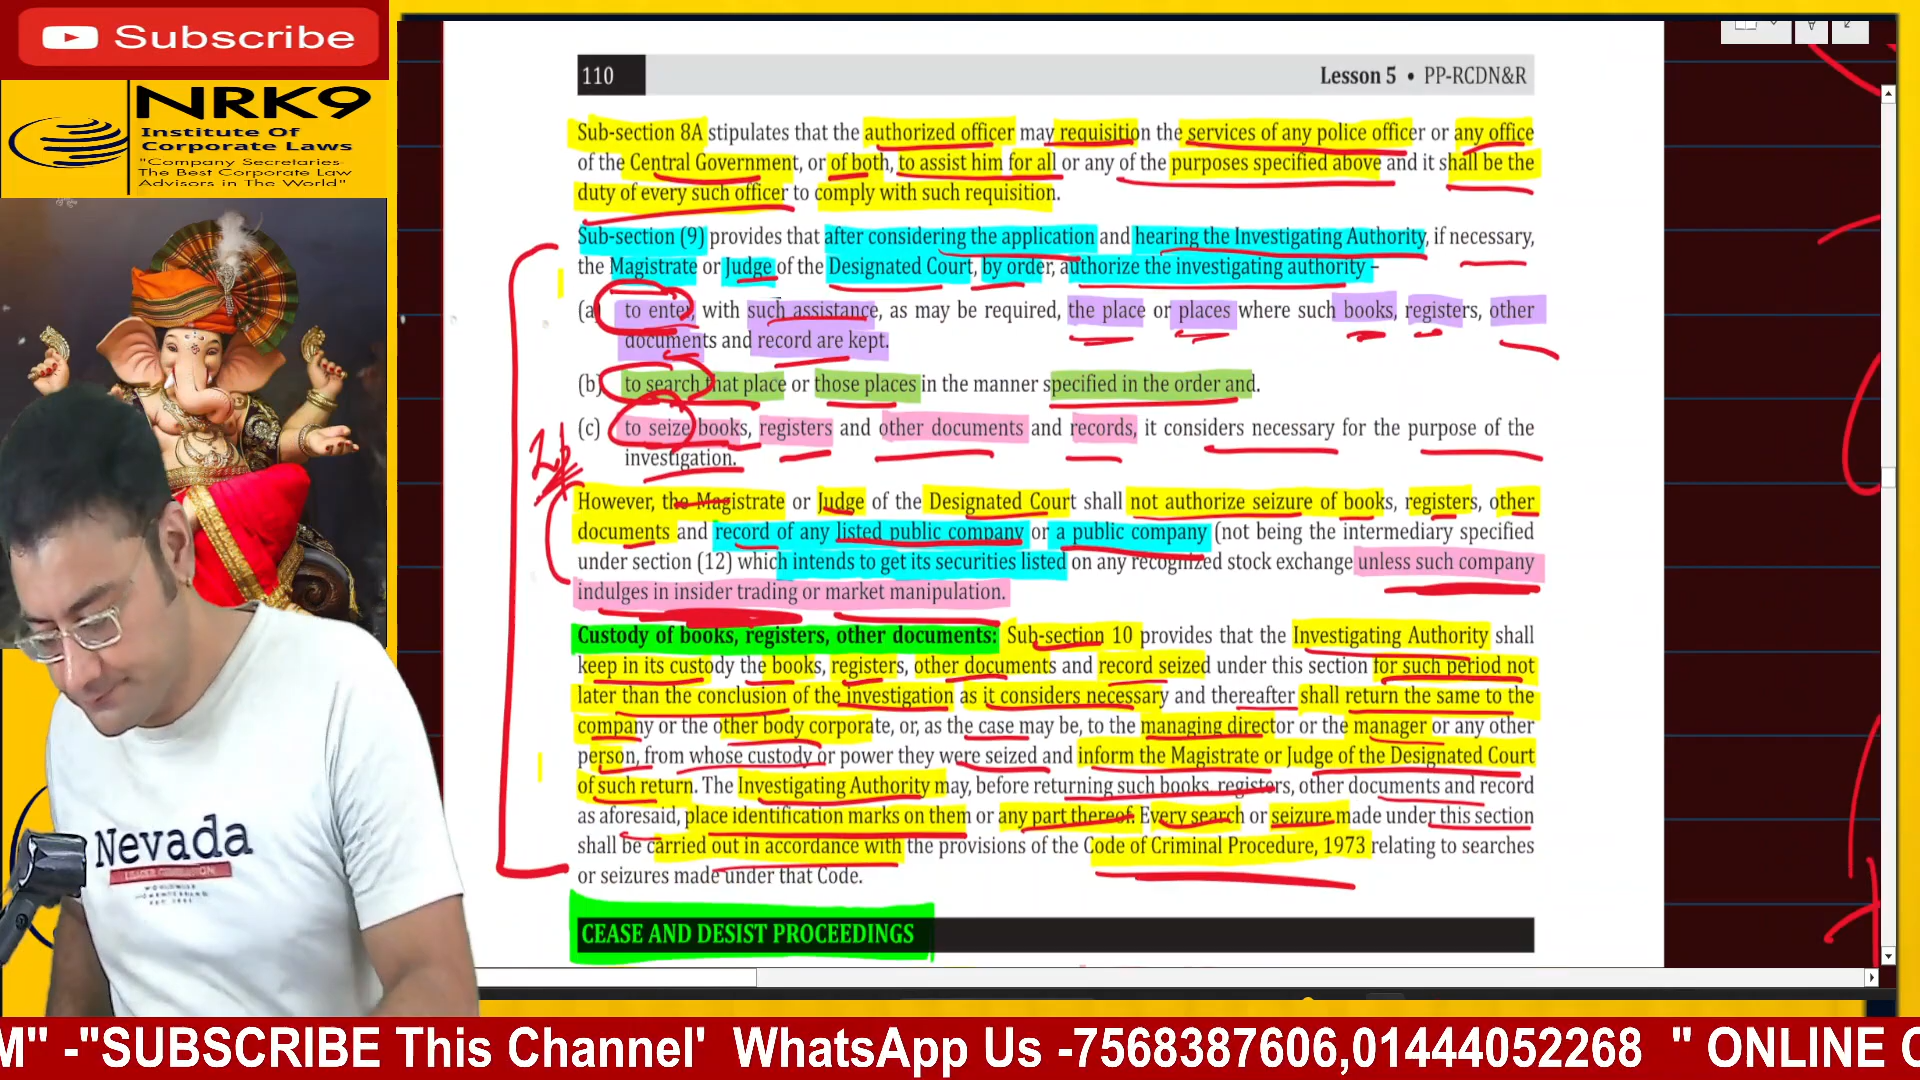 Subscribe
NRK9
Institute Of
Corporate Laws
"Company Secretaries-
The Best Corporate Law
Advisors in The World"
110
Lesson 5 • PP-RCDN&R
Sub-section 8A stipulates that the authorized officer may requisition the services of any police officer or any office
of the Central Government, or of both, to assist him for all or any of the purposes specified above and it shall be the
duty of every such officer to comply with such requisition.
Sub-section (9) provides that after considering the application and hearing the Investigating Authority, if necessary,
the Magistrate or Judge of the Designated Court, by order, authorize the investigating authority –
(a) to enter, with such assistance, as may be required, the place or places where such books, registers, other
documents and record are kept.
(b) to search that place or those places in the manner specified in the order and.
(c) to seize books, registers and other documents and records, it considers necessary for the purpose of the
investigation.
However, the Magistrate or Judge of the Designated Court shall not authorize seizure of books, registers, other
documents and record of any listed public company or a public company (not being the intermediary specified
under section (12) which intends to get its securities listed on any recognized stock exchange unless such company
indulges in insider trading or market manipulation.
Custody of books, registers, other documents: Sub-section 10 provides that the Investigating Authority shall
keep in its custody the books, registers, other documents and record seized under this section for such period not
later than the conclusion of the investigation as it considers necessary and thereafter shall return the same to the
company or the other body corporate, or, as the case may be, to the managing director or the manager or any other
person, from whose custody or power they were seized and inform the Magistrate or Judge of the Designated Court
of such return. The Investigating Authority may, before returning such books, registers, other documents and record
as aforesaid, place identification marks on them or any part thereof. Every search or seizure made under this section
shall be carried out in accordance with the provisions of the Code of Criminal Procedure, 1973 relating to searches
or seizures made under that Code.
CEASE AND DESIST PROCEEDINGS
Nevada
M" -"SUBSCRIBE This Channel' WhatsApp Us -7568387606,01444052268 " ONLINE C